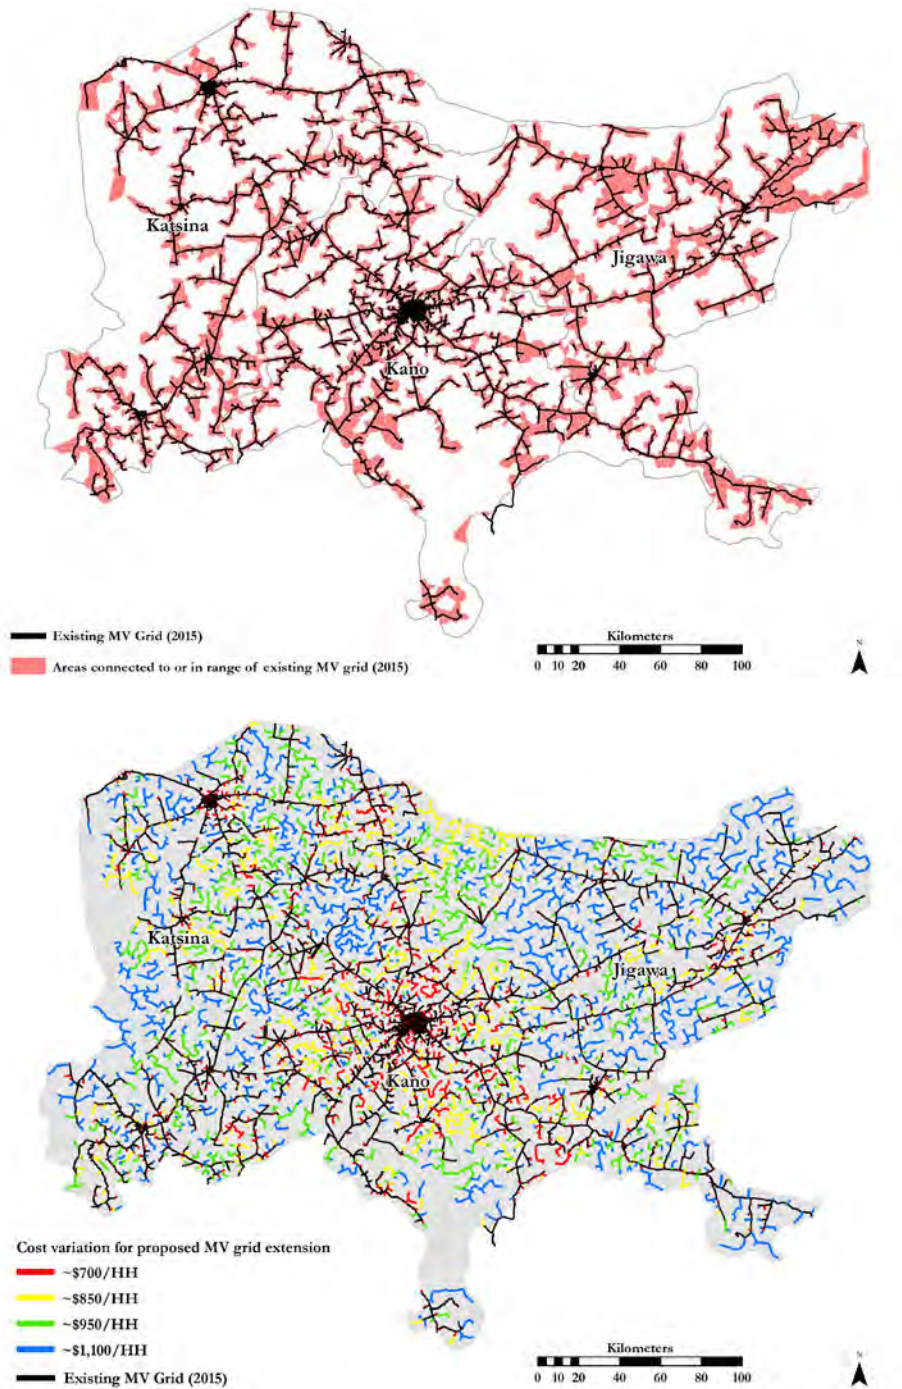 Katsina
Jigawa
Kano
Existing MV Grid (2015)
Areas connected to or in range of existing MV grid (2015)
Kilometers
0 10 20 40 60 80 100
N
Katsina
Jigawa
Kano
Cost variation for proposed MV grid extension
~$700/HH
~$850/HH
~$950/HH
~$1,100/HH
Existing MV Grid (2015)
Kilometers
0 10 20 40 60 80 100
N